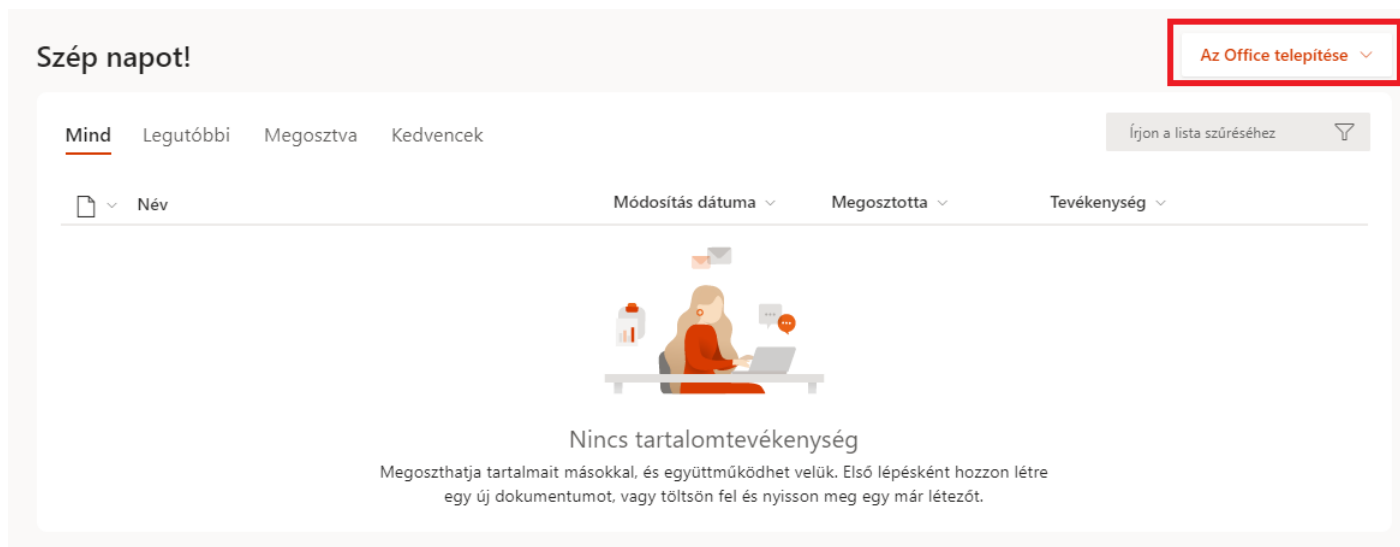 Szép napot!
Az Office telepítése
Mind Legutóbbi Megosztva Kedvencek
Írjon a lista szűréséhez
Név Módosítás dátuma Megosztotta Tevékenység
Nincs tartalomtevékenység
Megoszthatja tartalmait másokkal, és együttműködhet velük. Első lépésként hozzon létre
egy új dokumentumot, vagy töltsön fel és nyisson meg egy már létezőt.